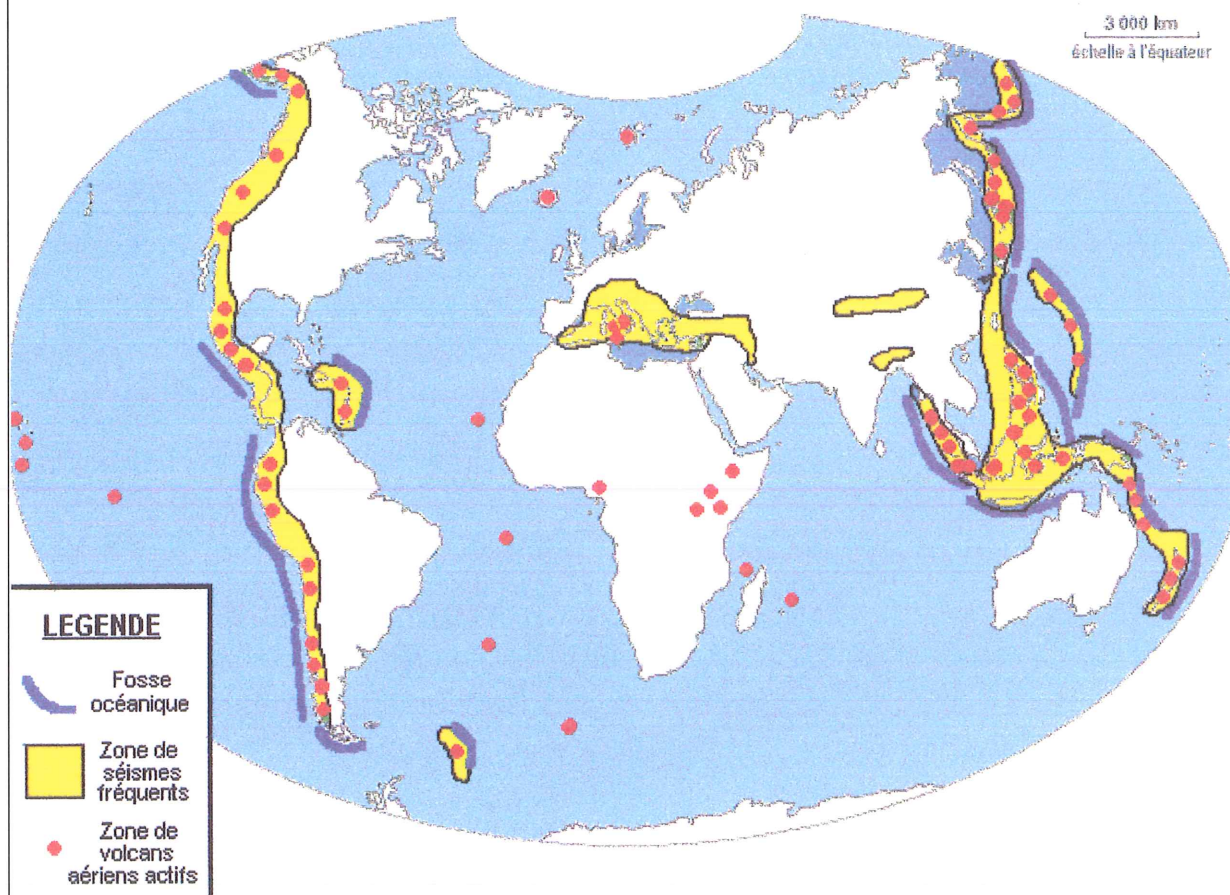 3 000 km
échelle à l'équateur
LEGENDE
Fosse
océanique
Zone de
séismes
fréquents
Zone de
volcans
aériens actifs